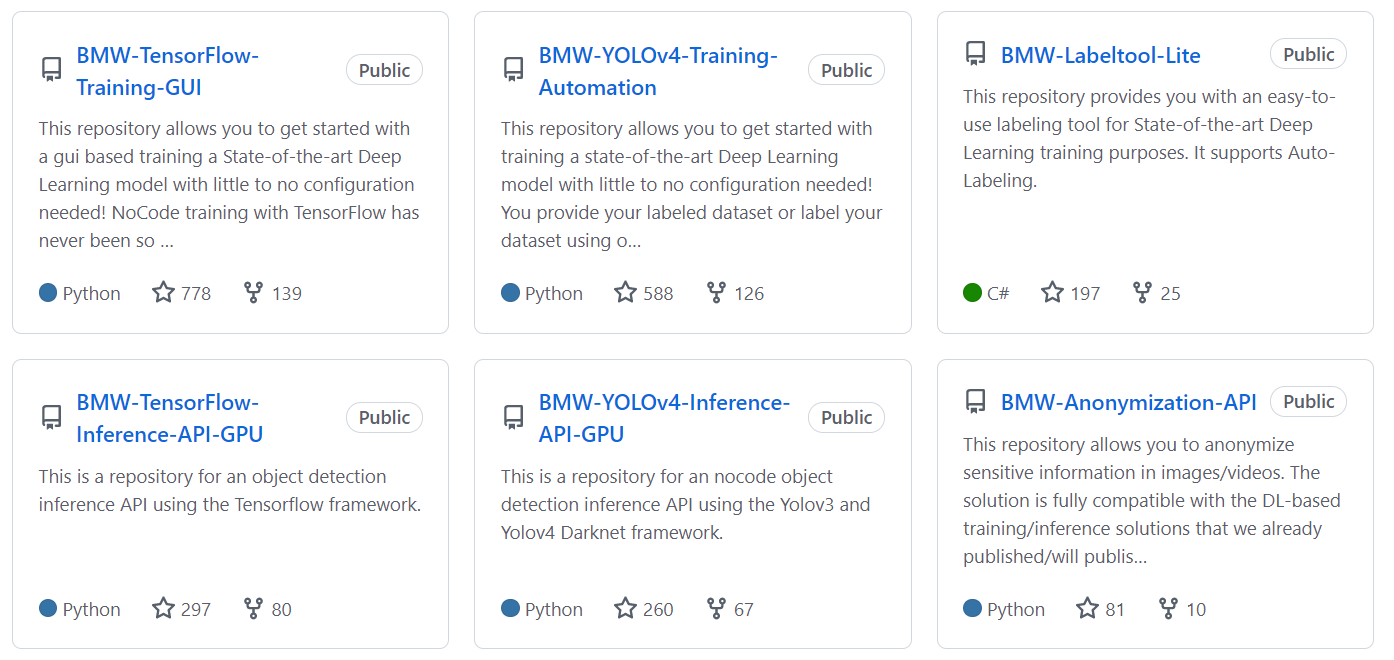 BMW-TensorFlow-
Training-GUI
Public
This repository allows you to get started with
a gui based training a State-of-the-art Deep
Learning model with little to no configuration
needed! NoCode training with TensorFlow has
never been so ...
Python 778 139
BMW-YOLOv4-Training-
Automation
Public
This repository allows you to get started with
training a state-of-the-art Deep Learning
model with little to no configuration needed!
You provide your labeled dataset or label your
dataset using o...
Python 588 126
BMW-Labeltool-Lite
Public
This repository provides you with an easy-to-
use labeling tool for State-of-the-art Deep
Learning training purposes. It supports Auto-
Labeling.
C# 197 25
BMW-TensorFlow-
Inference-API-GPU
Public
This is a repository for an object detection
inference API using the Tensorflow framework.
Python 297 80
BMW-YOLOv4-Inference-
API-GPU
Public
This is a repository for an nocode object
detection inference API using the Yolov3 and
Yolov4 Darknet framework.
Python 260 67
BMW-Anonymization-API
Public
This repository allows you to anonymize
sensitive information in images/videos. The
solution is fully compatible with the DL-based
training/inference solutions that we already
published/will publis...
Python 81 10